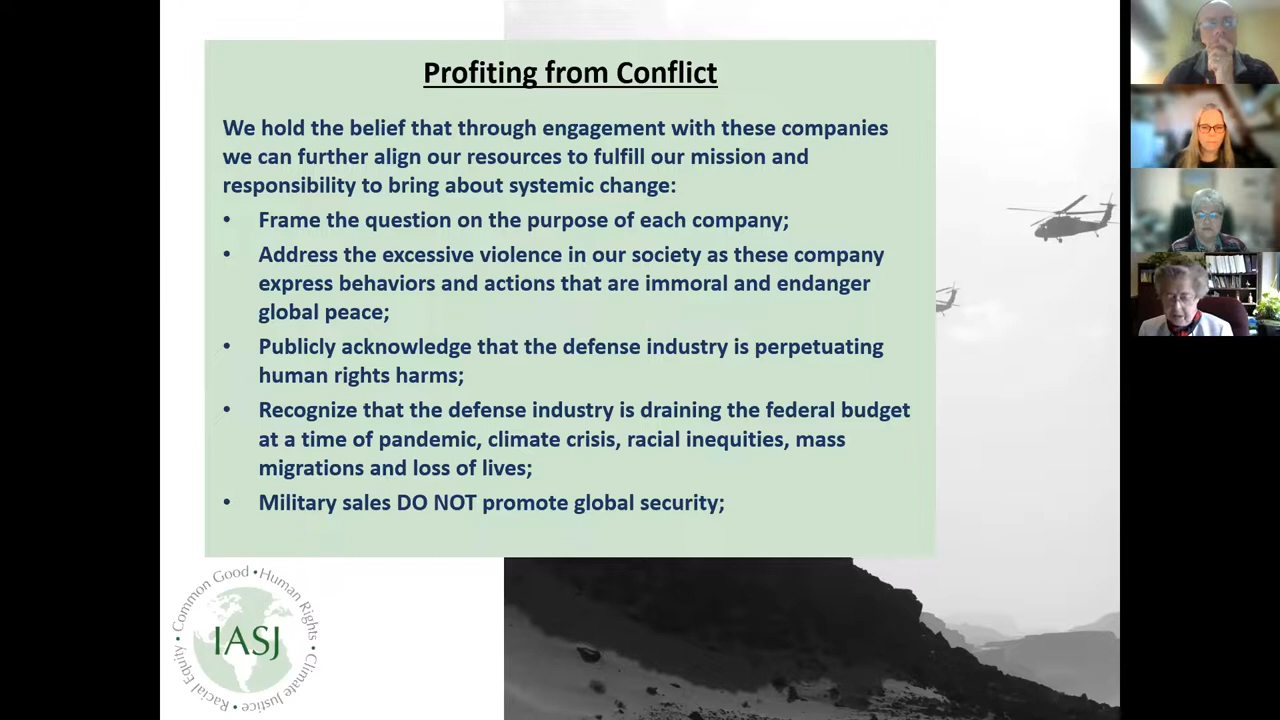 Profiting from Conflict
We hold the belief that through engagement with these companies
we can further align our resources to fulfill our mission and
responsibility to bring about systemic change:
• Frame the question on the purpose of each company;
• Address the excessive violence in our society as these company
express behaviors and actions that are immoral and endanger
global peace;
• Publicly acknowledge that the defense industry is perpetuating
human rights harms;
• Recognize that the defense industry is draining the federal budget
at a time of pandemic, climate crisis, racial inequities, mass
migrations and loss of lives;
• Military sales DO NOT promote global security;
Common Good • Human Rights • Climate Justice • Racial Equity •
IASJ